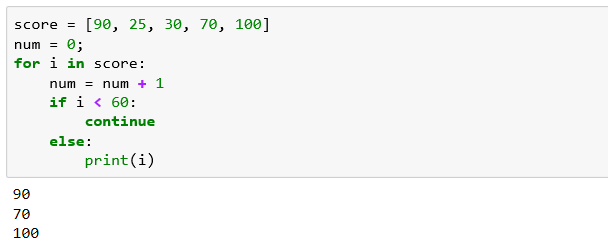 score = [90, 25, 30, 70, 100]
num = 0;
for i in score:
    num = num + 1
    if i < 60:
        continue
    else:
        print(i)
90
70
100